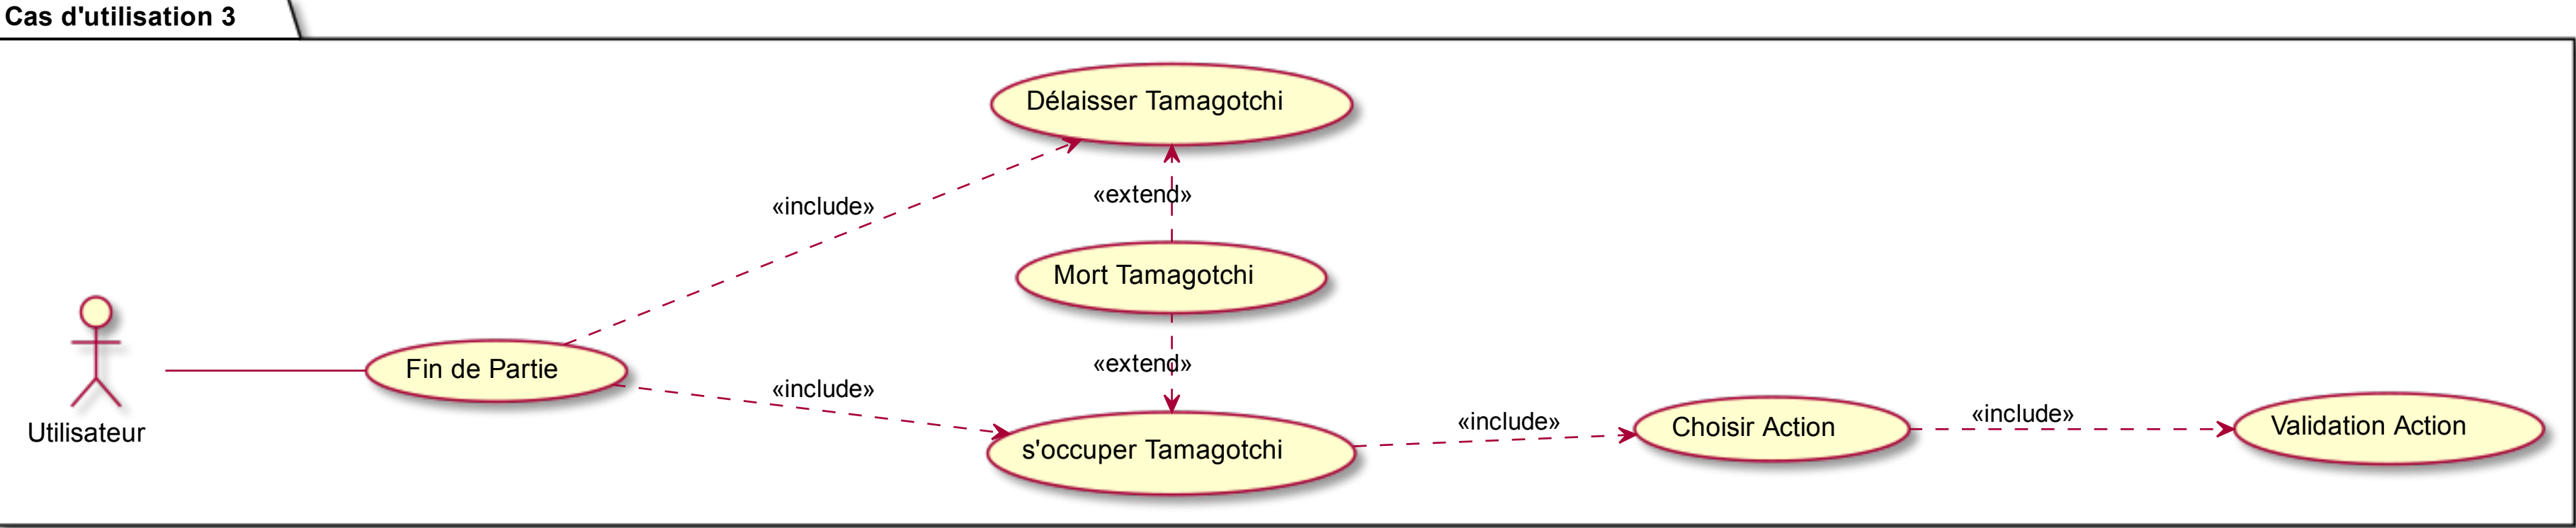 Cas d'utilisation 3
Délaisser Tamagotchi
«include»
«extend»
Mort Tamagotchi
«extend»
Fin de Partie
«include»
Utilisateur
s'occuper Tamagotchi
«include»
Choisir Action
«include»
Validation Action